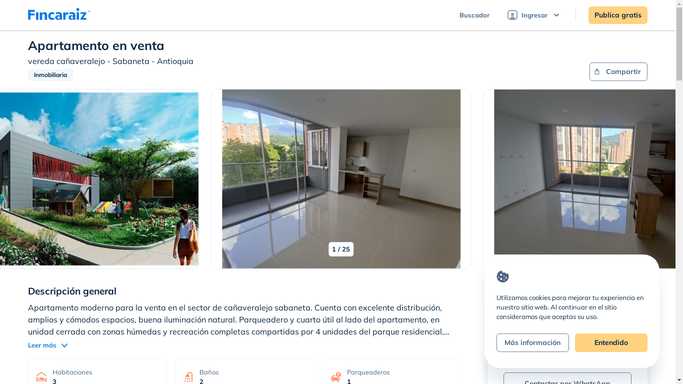 Fincaraiz
Buscador
Ingresar
Publica gratis
Apartamento en venta
vereda cañaveralejo - Sabaneta - Antioquia
Inmobiliaria
Compartir
1 / 25
Descripción general
Apartamento moderno para la venta en el sector de cañaveralejo sabaneta. Cuenta con excelente distribución,
amplias y cómodos espacios, buena iluminación natural. Parqueadero y cuarto útil al lado del apartamento, en
unidad cerrada con zonas húmedas y recreación completas compartidas por 4 unidades del parque residencial,...
Leer más
Habitaciones
3
Baños
2
Parqueaderos
1
Utilizamos cookies para mejorar tu experiencia en
nuestro sitio web. Al continuar en el sitio
consideramos que aceptas su uso.
Más información
Entendido
Contactar por WhatsApp